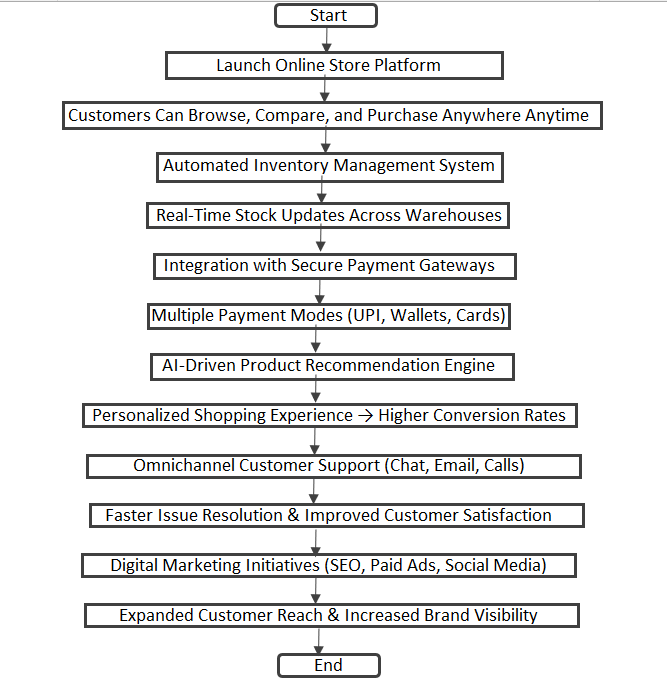 Start
Launch Online Store Platform
Customers Can Browse, Compare, and Purchase Anywhere Anytime
Automated Inventory Management System
Real-Time Stock Updates Across Warehouses
Integration with Secure Payment Gateways
Multiple Payment Modes (UPI, Wallets, Cards)
AI-Driven Product Recommendation Engine
Personalized Shopping Experience → Higher Conversion Rates
Omnichannel Customer Support (Chat, Email, Calls)
Faster Issue Resolution & Improved Customer Satisfaction
Digital Marketing Initiatives (SEO, Paid Ads, Social Media)
Expanded Customer Reach & Increased Brand Visibility
End